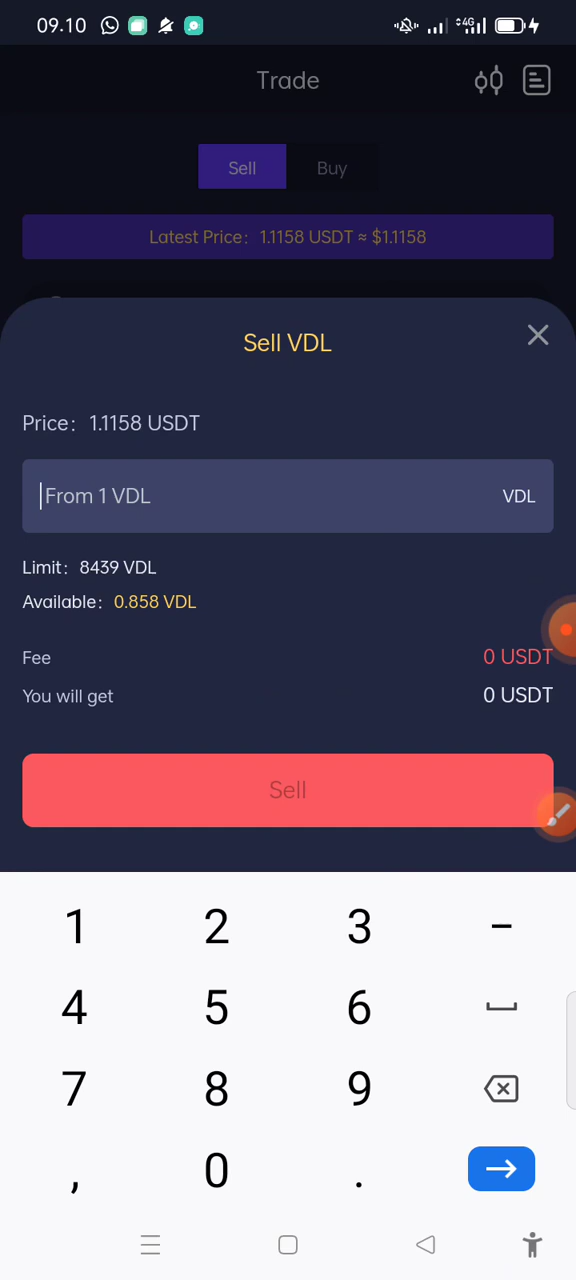 09.10
4G
Trade
Sell Buy
Latest Price: 1.1158 USDT ≈ $1.1158
Sell VDL
Price: 1.1158 USDT
From 1 VDL VDL
Limit: 8439 VDL
Available: 0.858 VDL
Fee 0 USDT
You will get 0 USDT
Sell
1 2 3 -
4 5 6
7 8 9
, 0 .